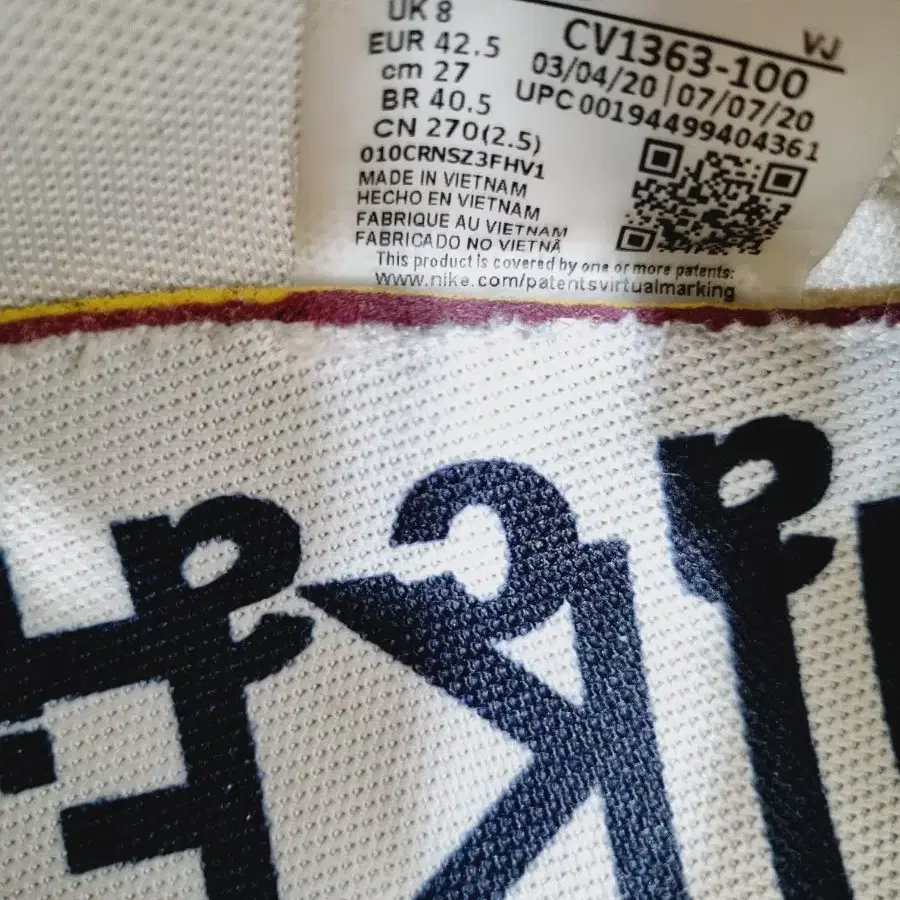 UK 8
EUR 42.5
cm 27
BR 40.5
CN 270(2.5)
VJ
CV1363-100
03/04/20 | 07/07/20
UPC 00194499404361
010CRNSZ3FHV1
MADE IN VIETNAM
HECHO EN VIETNAM
FABRIQUE AU VIETNAM
FABRICADO NO VIETNÃ
This product is covered by one or more patents:
www.nike.com/patentsvirtualmarking